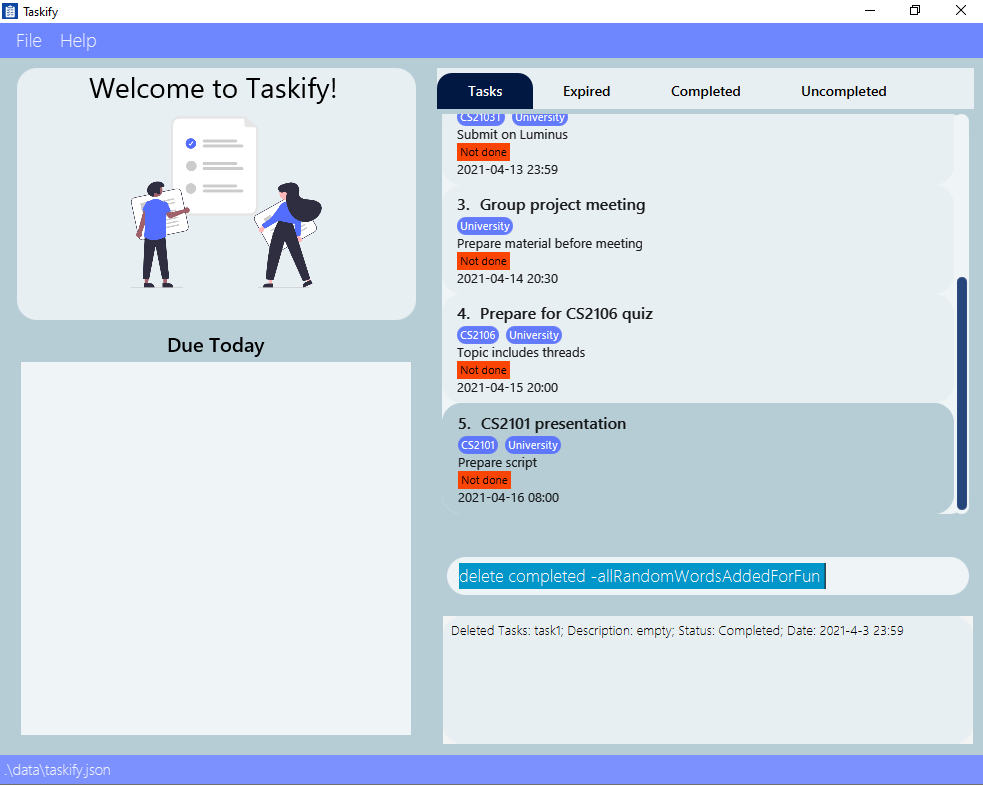 Taskify
File Help
Welcome to Taskify!
Due Today
Tasks Expired Completed Uncompleted
CS2103T University
Submit on Luminus
Not done
2021-04-13 23:59
3. Group project meeting
University
Prepare material before meeting
Not done
2021-04-14 20:30
4. Prepare for CS2106 quiz
CS2106 University
Topic includes threads
Not done
2021-04-15 20:00
5. CS2101 presentation
CS2101 University
Prepare script
Not done
2021-04-16 08:00
delete completed -allRandomWordsAddedForFun
Deleted Tasks: task1; Description: empty; Status: Completed; Date: 2021-4-3 23:59
.\data\taskify.json